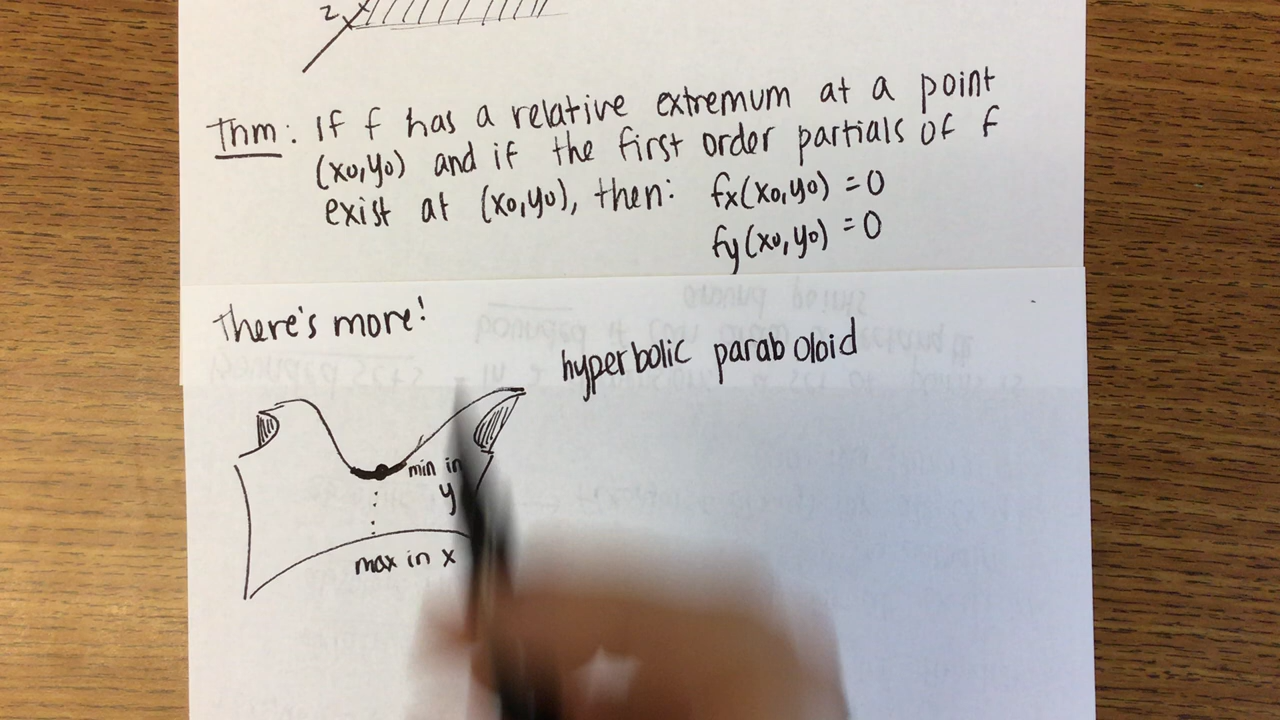 2
Thm: If f has a relative extremum at a point
(x0,y0) and if the first order partials of f
exist at (x0,y0), then: fx(x0,y0) = 0
fy(x0,y0) = 0
There's more!
hyperbolic paraboloid
min in
y
max in x